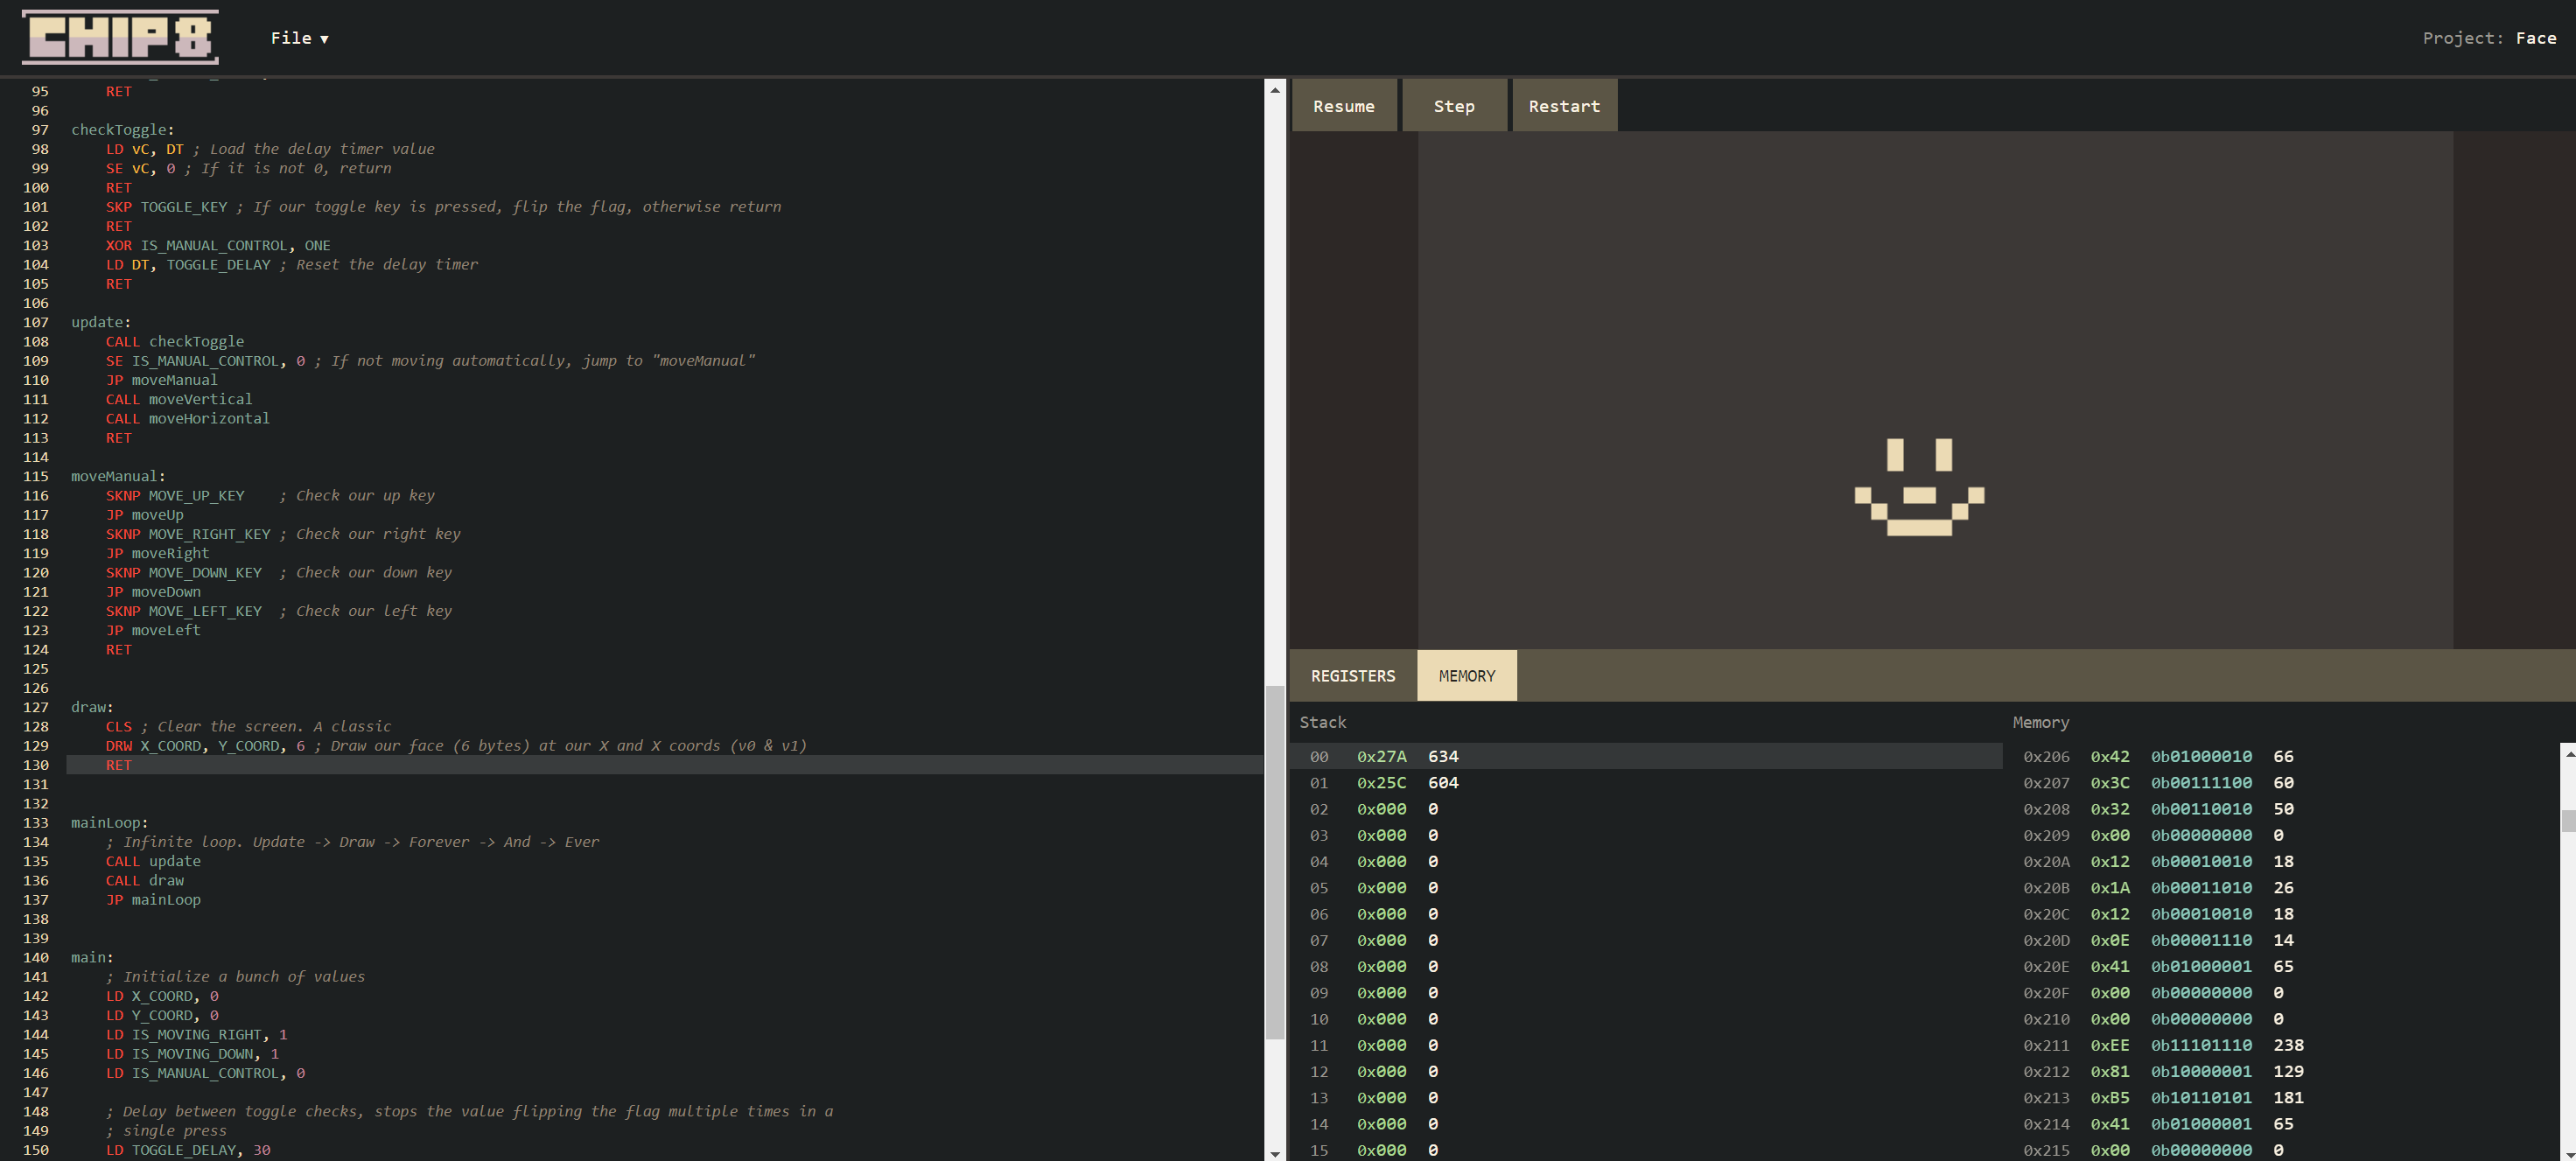 CHIP8 File ▼ Project: Face
95 RET
96
97 checkToggle:
98 LD vC, DT ; Load the delay timer value
99 SE vC, 0 ; If it is not 0, return
100 RET
101 SKP TOGGLE_KEY ; If our toggle key is pressed, flip the flag, otherwise return
102 RET
103 XOR IS_MANUAL_CONTROL, ONE
104 LD DT, TOGGLE_DELAY ; Reset the delay timer
105 RET
106
107 update:
108 CALL checkToggle
109 SE IS_MANUAL_CONTROL, 0 ; If not moving automatically, jump to "moveManual"
110 JP moveManual
111 CALL moveVertical
112 CALL moveHorizontal
113 RET
114
115 moveManual:
116 SKNP MOVE_UP_KEY ; Check our up key
117 JP moveUp
118 SKNP MOVE_RIGHT_KEY ; Check our right key
119 JP moveRight
120 SKNP MOVE_DOWN_KEY ; Check our down key
121 JP moveDown
122 SKNP MOVE_LEFT_KEY ; Check our left key
123 JP moveLeft
124 RET
125
126
127 draw:
128 CLS ; Clear the screen. A classic
129 DRW X_COORD, Y_COORD, 6 ; Draw our face (6 bytes) at our X and X coords (v0 & v1)
130 RET
131
132
133 mainLoop:
134 ; Infinite loop. Update -> Draw -> Forever -> And -> Ever
135 CALL update
136 CALL draw
137 JP mainLoop
138
139
140 main:
141 ; Initialize a bunch of values
142 LD X_COORD, 0
143 LD Y_COORD, 0
144 LD IS_MOVING_RIGHT, 1
145 LD IS_MOVING_DOWN, 1
146 LD IS_MANUAL_CONTROL, 0
147
148 ; Delay between toggle checks, stops the value flipping the flag multiple times in a
149 ; single press
150 LD TOGGLE_DELAY, 30
Resume Step Restart
REGISTERS MEMORY
Stack
00 0x27A 634
01 0x25C 604
02 0x000 0
03 0x000 0
04 0x000 0
05 0x000 0
06 0x000 0
07 0x000 0
08 0x000 0
09 0x000 0
10 0x000 0
11 0x000 0
12 0x000 0
13 0x000 0
14 0x000 0
15 0x000 0
Memory
0x206 0x42 0b01000010 66
0x207 0x3C 0b00111100 60
0x208 0x32 0b00110010 50
0x209 0x00 0b00000000 0
0x20A 0x12 0b00010010 18
0x20B 0x1A 0b00011010 26
0x20C 0x12 0b00010010 18
0x20D 0x0E 0b00001110 14
0x20E 0x41 0b01000001 65
0x20F 0x00 0b00000000 0
0x210 0x00 0b00000000 0
0x211 0xEE 0b11101110 238
0x212 0x81 0b10000001 129
0x213 0xB5 0b10110101 181
0x214 0x41 0b01000001 65
0x215 0x00 0b00000000 0